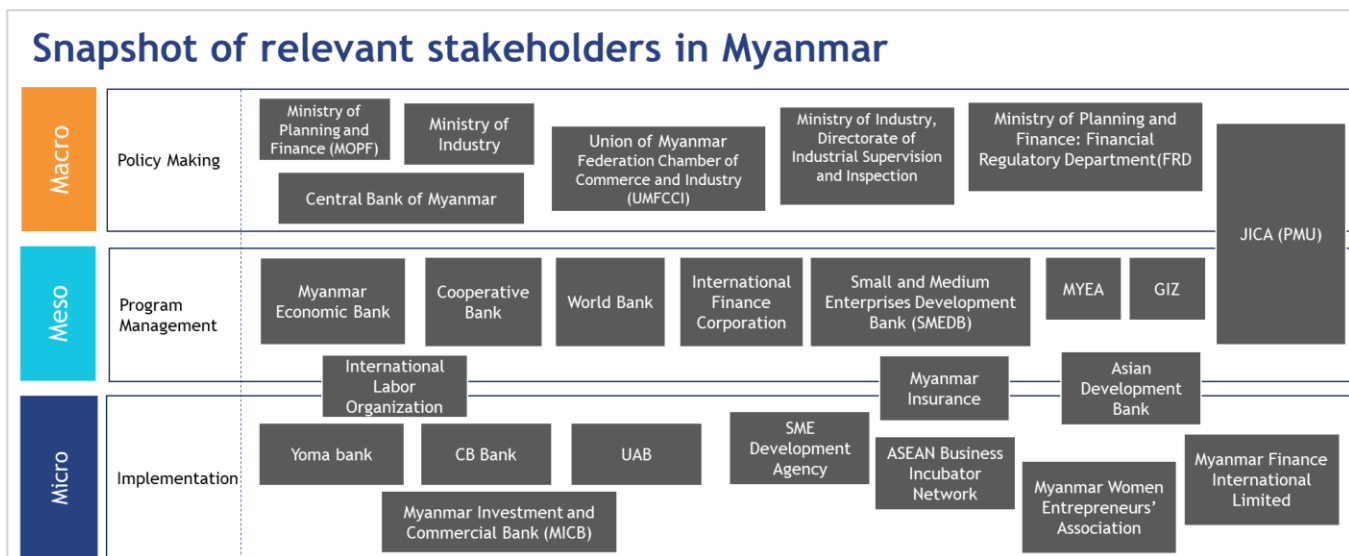 Snapshot of relevant stakeholders in Myanmar
Macro
Policy Making
Ministry of
Planning and
Finance (MOPF)
Ministry of
Industry
Central Bank of Myanmar
Union of Myanmar
Federation Chamber of
Commerce and Industry
(UMFCCI)
Ministry of Industry,
Directorate of
Industrial Supervision
and Inspection
Ministry of Planning and
Finance: Financial
Regulatory Department(FRD
JICA (PMU)
Meso
Program
Management
Myanmar
Economic Bank
Cooperative
Bank
World Bank
International
Finance
Corporation
Small and Medium
Enterprises Development
Bank (SMEDB)
MYEA
GIZ
International
Labor
Organization
Myanmar
Insurance
Asian
Development
Bank
Micro
Implementation
Yoma bank
CB Bank
UAB
Myanmar Investment and
Commercial Bank (MICB)
SME
Development
Agency
ASEAN Business
Incubator
Network
Myanmar Women
Entrepreneurs’
Association
Myanmar Finance
International
Limited